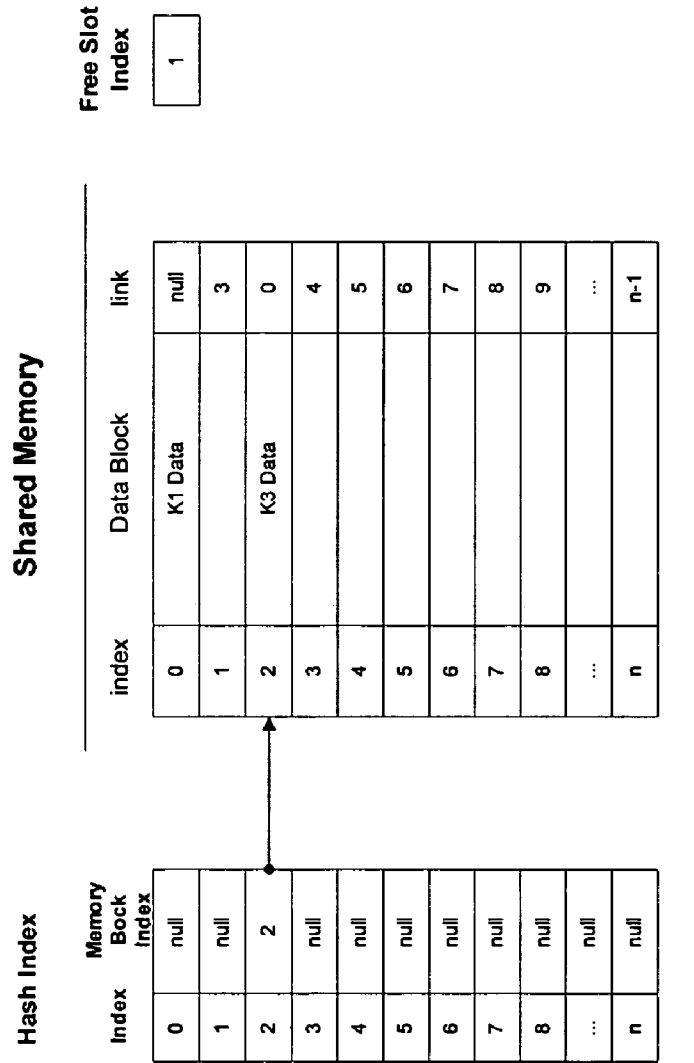 Shared Memory
Hash Index
Free Slot
Index
Index
Memory
Bock
Index
index
Data Block
link
0 null
1 null
2 2
3 null
4 null
5 null
6 null
7 null
8 null
... null
n null
0 K1 Data null
1 3
2 K3 Data 0
3 4
4 5
5 6
6 7
7 8
8 9
... ...
n n-1
1